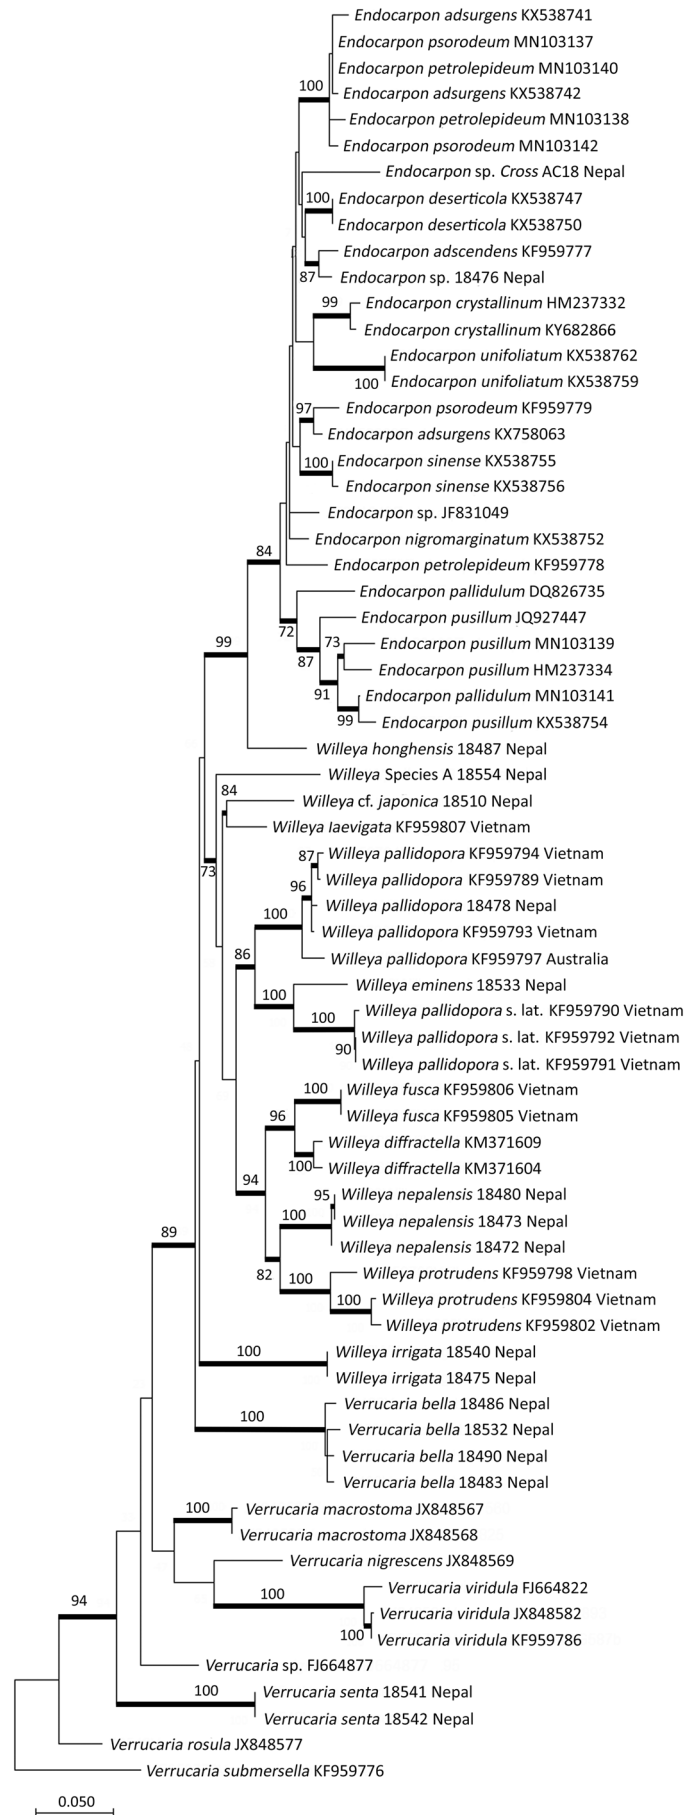 Endocarpon adsurgens KX538741
Endocarpon psorodeum MN103137
Endocarpon petrolepideum MN103140
Endocarpon adsurgens KX538742
100
Endocarpon petrolepideum MN103138
Endocarpon psorodeum MN103142
Endocarpon sp. Cross AC18 Nepal
100
Endocarpon deserticola KX538747
Endocarpon deserticola KX538750
Endocarpon adscendens KF959777
87
Endocarpon sp. 18476 Nepal
99
Endocarpon crystallinum HM237332
Endocarpon crystallinum KY682866
Endocarpon unifoliatum KX538762
100
Endocarpon unifoliatum KX538759
97
Endocarpon psorodeum KF959779
Endocarpon adsurgens KX758063
100
Endocarpon sinense KX538755
Endocarpon sinense KX538756
Endocarpon sp. JF831049
Endocarpon nigromarginatum KX538752
84
Endocarpon petrolepideum KF959778
Endocarpon pallidulum DQ826735
72
Endocarpon pusillum JQ927447
99
87
73
Endocarpon pusillum MN103139
Endocarpon pusillum HM237334
91
Endocarpon pallidulum MN103141
99
Endocarpon pusillum KX538754
Willeya honghensis 18487 Nepal
Willeya Species A 18554 Nepal
84
Willeya cf. japonica 18510 Nepal
Willeya laevigata KF959807 Vietnam
73
87
Willeya pallidopora KF959794 Vietnam
Willeya pallidopora KF959789 Vietnam
96
Willeya pallidopora 18478 Nepal
100
Willeya pallidopora KF959793 Vietnam
86
Willeya pallidopora KF959797 Australia
Willeya eminens 18533 Nepal
100
100
Willeya pallidopora s. lat. KF959790 Vietnam
Willeya pallidopora s. lat. KF959792 Vietnam
90
Willeya pallidopora s. lat. KF959791 Vietnam
100
Willeya fusca KF959806 Vietnam
Willeya fusca KF959805 Vietnam
96
Willeya diffractella KM371609
100
Willeya diffractella KM371604
94
95
Willeya nepalensis 18480 Nepal
100
Willeya nepalensis 18473 Nepal
89
Willeya nepalensis 18472 Nepal
82
Willeya protrudens KF959798 Vietnam
100
100
Willeya protrudens KF959804 Vietnam
Willeya protrudens KF959802 Vietnam
100
Willeya irrigata 18540 Nepal
Willeya irrigata 18475 Nepal
Verrucaria bella 18486 Nepal
100
Verrucaria bella 18532 Nepal
Verrucaria bella 18490 Nepal
Verrucaria bella 18483 Nepal
100
Verrucaria macrostoma JX848567
Verrucaria macrostoma JX848568
Verrucaria nigrescens JX848569
100
Verrucaria viridula FJ664822
94
Verrucaria viridula JX848582
100
Verrucaria viridula KF959786
Verrucaria sp. FJ664877
100
Verrucaria senta 18541 Nepal
Verrucaria senta 18542 Nepal
Verrucaria rosula JX848577
Verrucaria submersella KF959776
0.050